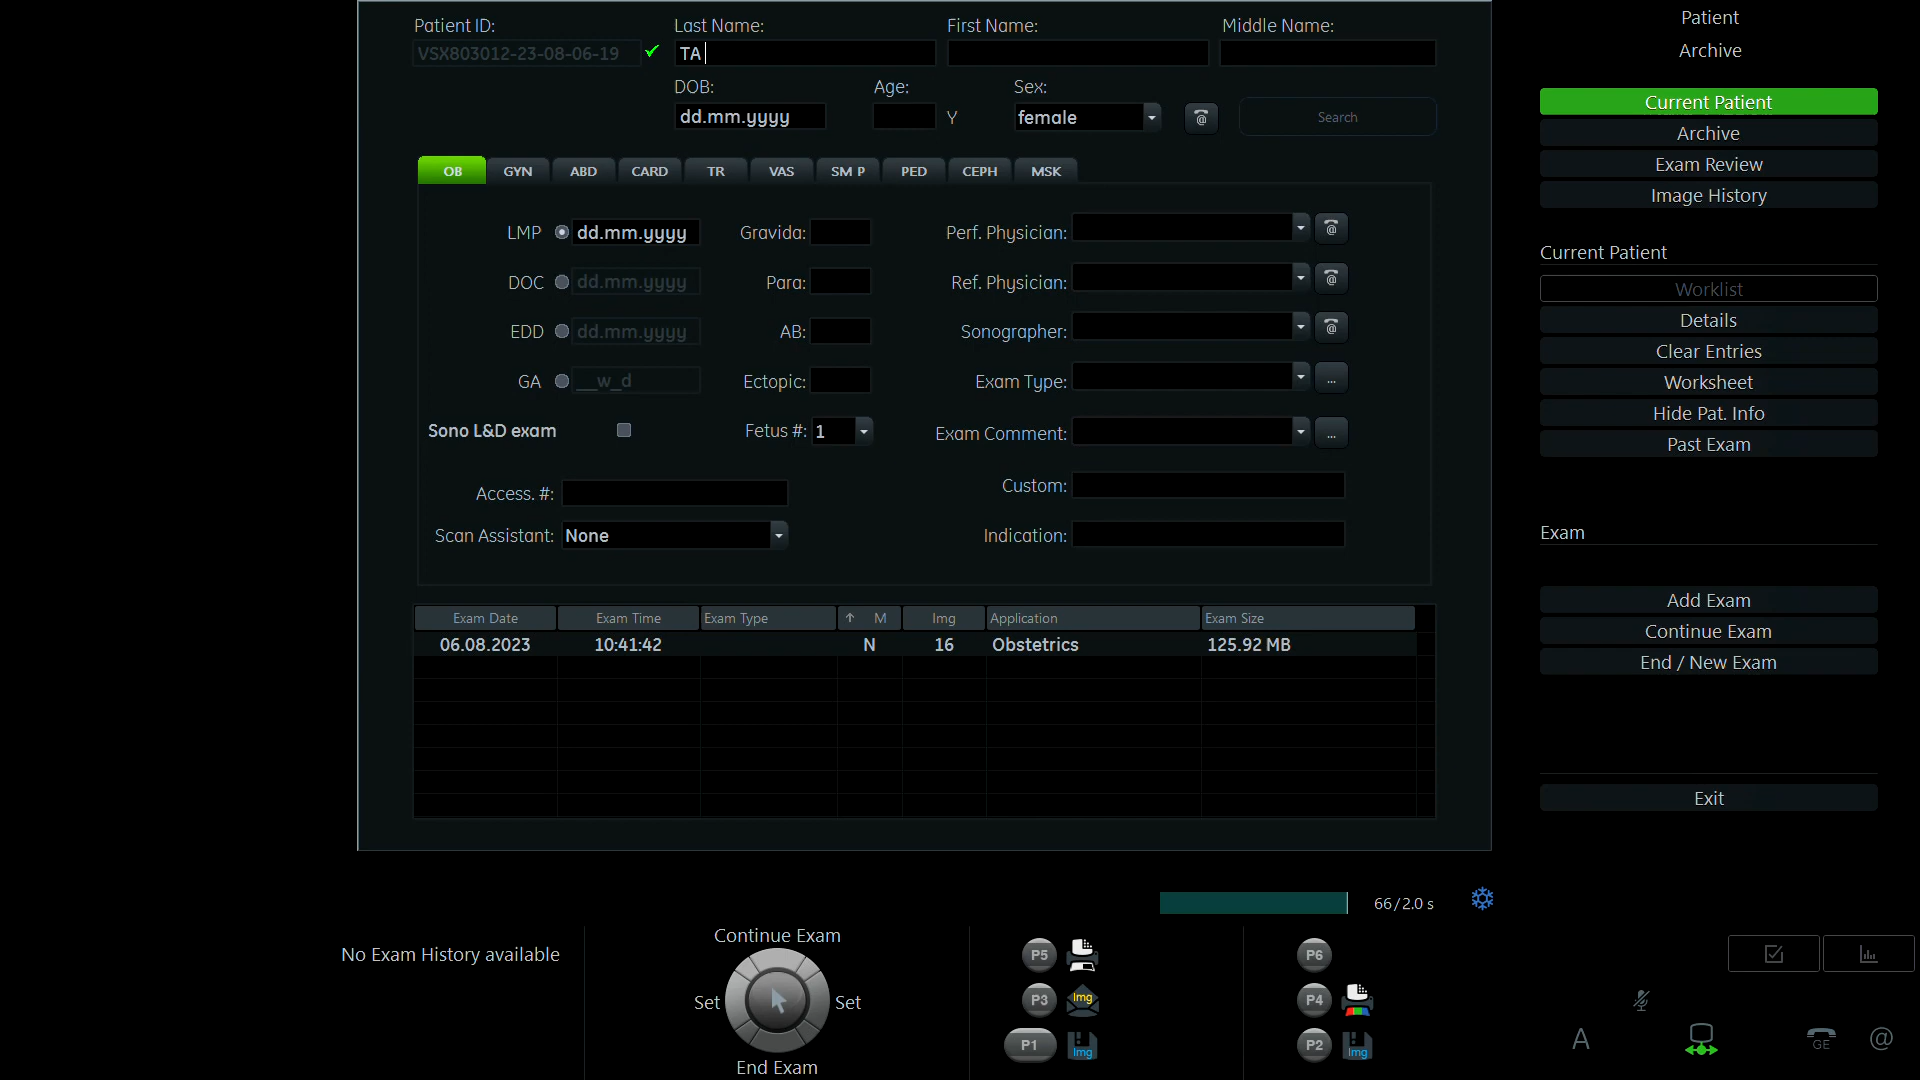 Patient ID: Last Name: First Name: Middle Name:
VSX803012-23-08-06-19 TA
DOB: Age: Sex:
dd.mm.yyyy Y female @ Search
OB GYN ABD CARD TR VAS SM P PED CEPH MSK
LMP dd.mm.yyyy Gravida: Perf. Physician: @
DOC dd.mm.yyyy Para: Ref. Physician: @
EDD dd.mm.yyyy AB: Sonographer: @
GA __w_d Ectopic: Exam Type: ...
Sono L&D exam Fetus #: 1 Exam Comment: ...
Access. #: Custom:
Scan Assistant: None Indication:
Exam Date Exam Time Exam Type ↑ M Img Application Exam Size
06.08.2023 10:41:42 N 16 Obstetrics 125.92 MB
Patient
Archive
Current Patient
Archive
Exam Review
Image History
Current Patient
Worklist
Details
Clear Entries
Worksheet
Hide Pat. Info
Past Exam
Exam
Add Exam
Continue Exam
End / New Exam
Exit
66/2.0 s
No Exam History available
Continue Exam
Set Set
End Exam
P5 P6
P3 Img P4
P1 Img P2 Img
A GE @